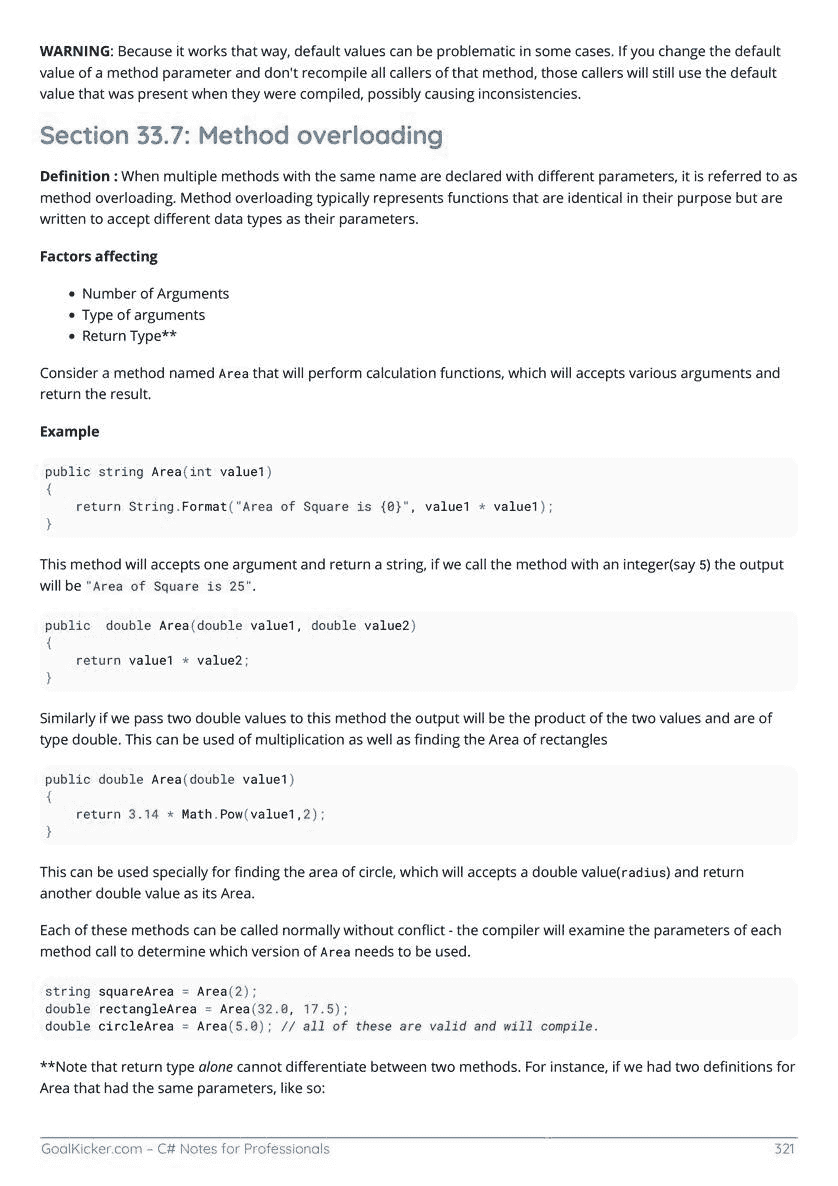 WARNING: Because it works that way, default values can be problematic in some cases. If you change the default
value of a method parameter and don't recompile all callers of that method, those callers will still use the default
value that was present when they were compiled, possibly causing inconsistencies.
Section 33.7: Method overloading
Definition : When multiple methods with the same name are declared with different parameters, it is referred to as
method overloading. Method overloading typically represents functions that are identical in their purpose but are
written to accept different data types as their parameters.
Factors affecting
• Number of Arguments
• Type of arguments
• Return Type**
Consider a method named Area that will perform calculation functions, which will accepts various arguments and
return the result.
Example
public string Area(int value1)
{
    return String.Format("Area of Square is {0}", value1 * value1);
}
This method will accepts one argument and return a string, if we call the method with an integer(say 5) the output
will be "Area of Square is 25".
public  double Area(double value1, double value2)
{
    return value1 * value2;
}
Similarly if we pass two double values to this method the output will be the product of the two values and are of
type double. This can be used of multiplication as well as finding the Area of rectangles
public double Area(double value1)
{
    return 3.14 * Math.Pow(value1,2);
}
This can be used specially for finding the area of circle, which will accepts a double value(radius) and return
another double value as its Area.
Each of these methods can be called normally without conflict - the compiler will examine the parameters of each
method call to determine which version of Area needs to be used.
string squareArea = Area(2);
double rectangleArea = Area(32.0, 17.5);
double circleArea = Area(5.0); // all of these are valid and will compile.
**Note that return type alone cannot differentiate between two methods. For instance, if we had two definitions for
Area that had the same parameters, like so:
GoalKicker.com – C# Notes for Professionals 321